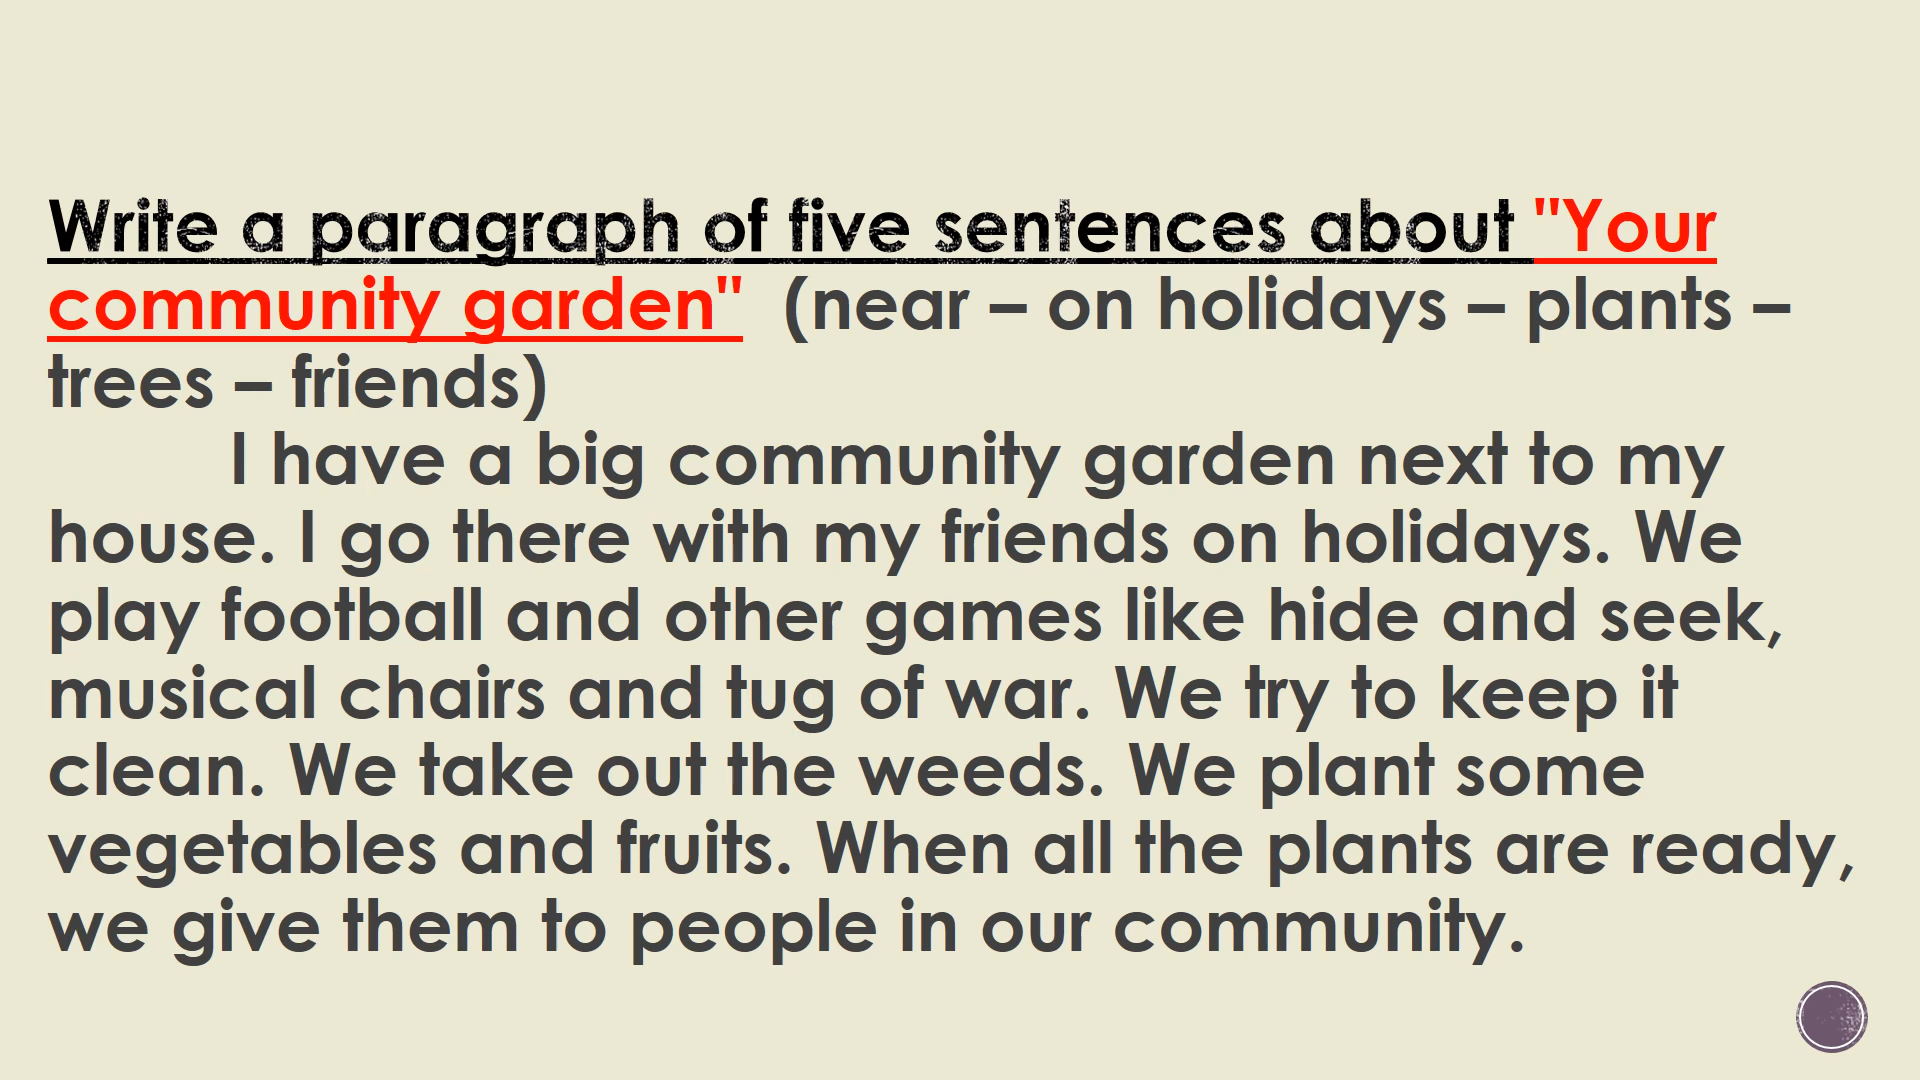 Write a paragraph of five sentences about "Your
community garden"  (near – on holidays – plants –
trees – friends)
I have a big community garden next to my
house. I go there with my friends on holidays. We
play football and other games like hide and seek,
musical chairs and tug of war. We try to keep it
clean. We take out the weeds. We plant some
vegetables and fruits. When all the plants are ready,
we give them to people in our community.